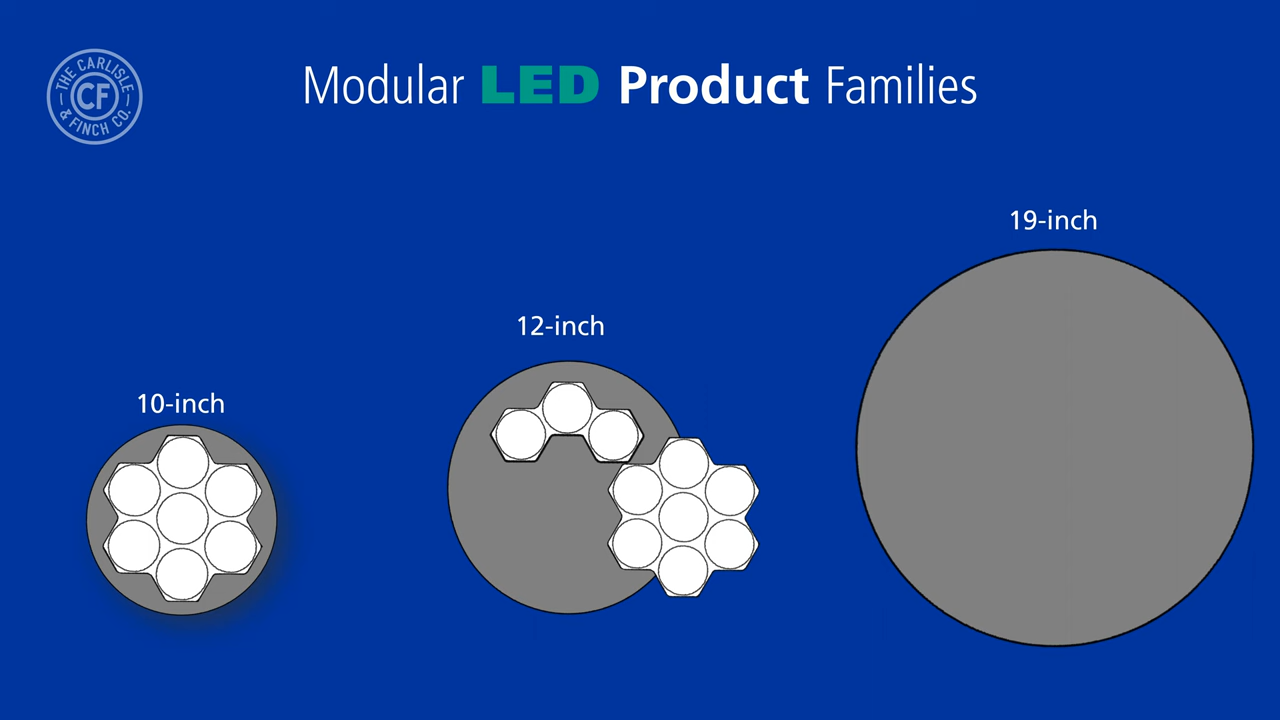 THE CARLISLE
CF
& FINCH CO.
Modular LED Product Families
19-inch
12-inch
10-inch